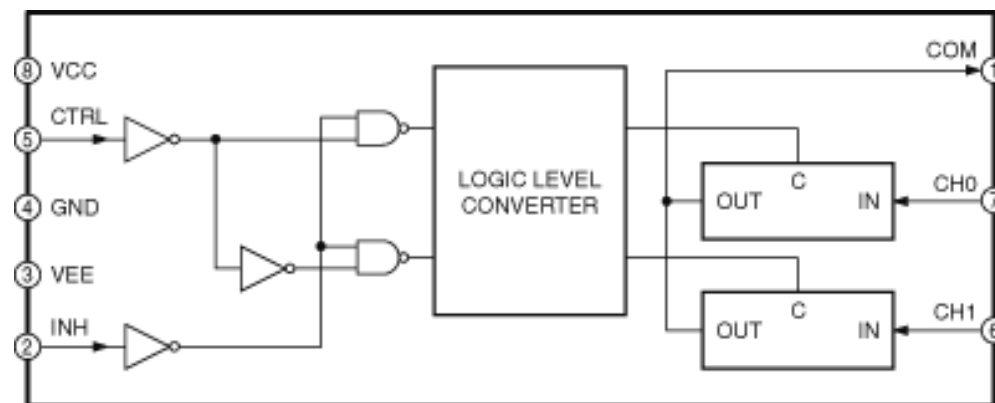 8 VCC
CTRL
5
4 GND
3 VEE
INH
2
LOGIC LEVEL
CONVERTER
COM
1
C
OUT IN
CH0
7
C
OUT IN
CH1
6